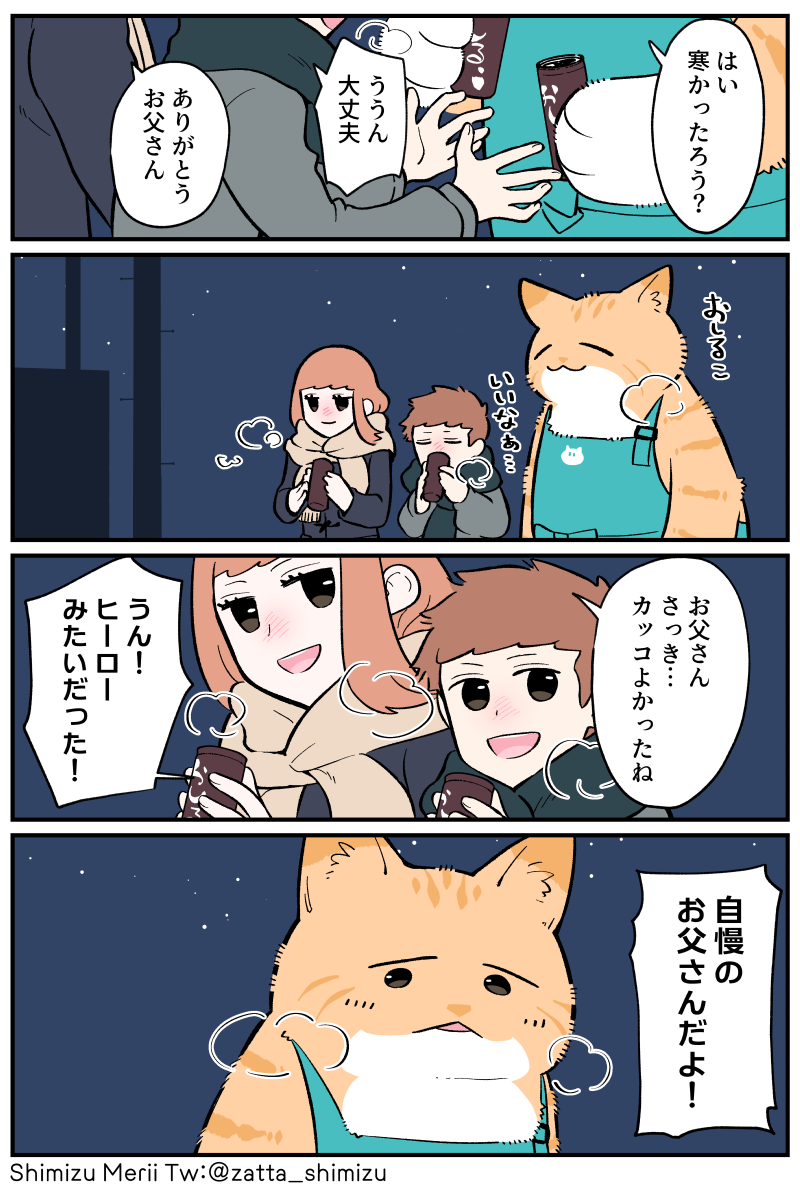 はい
寒かったろう?
ううん
大丈夫
ありがとう
お父さん
おしるこ
いいなぁ…
お父さん
さっき…
カッコよかったね
うん!
ヒーロー
みたいだった!
自慢の
お父さんだよ!
Shimizu Merii Tw:@zatta_shimizu